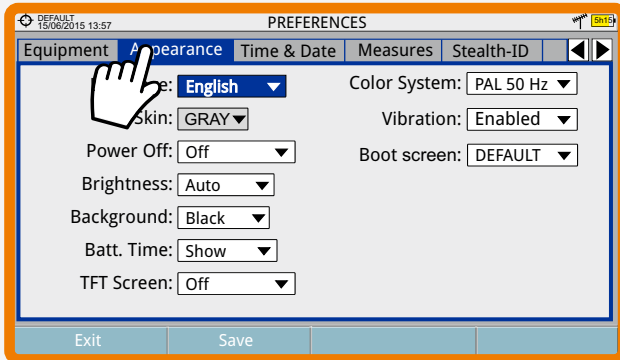 DEFAULT
15/06/2015 13:57
PREFERENCES
5h15
Equipment Appearance Time & Date Measures Stealth-ID
English
Skin: GRAY
Power Off: Off
Brightness: Auto
Background: Black
Batt. Time: Show
TFT Screen: Off
Color System: PAL 50 Hz
Vibration: Enabled
Boot screen: DEFAULT
Exit Save